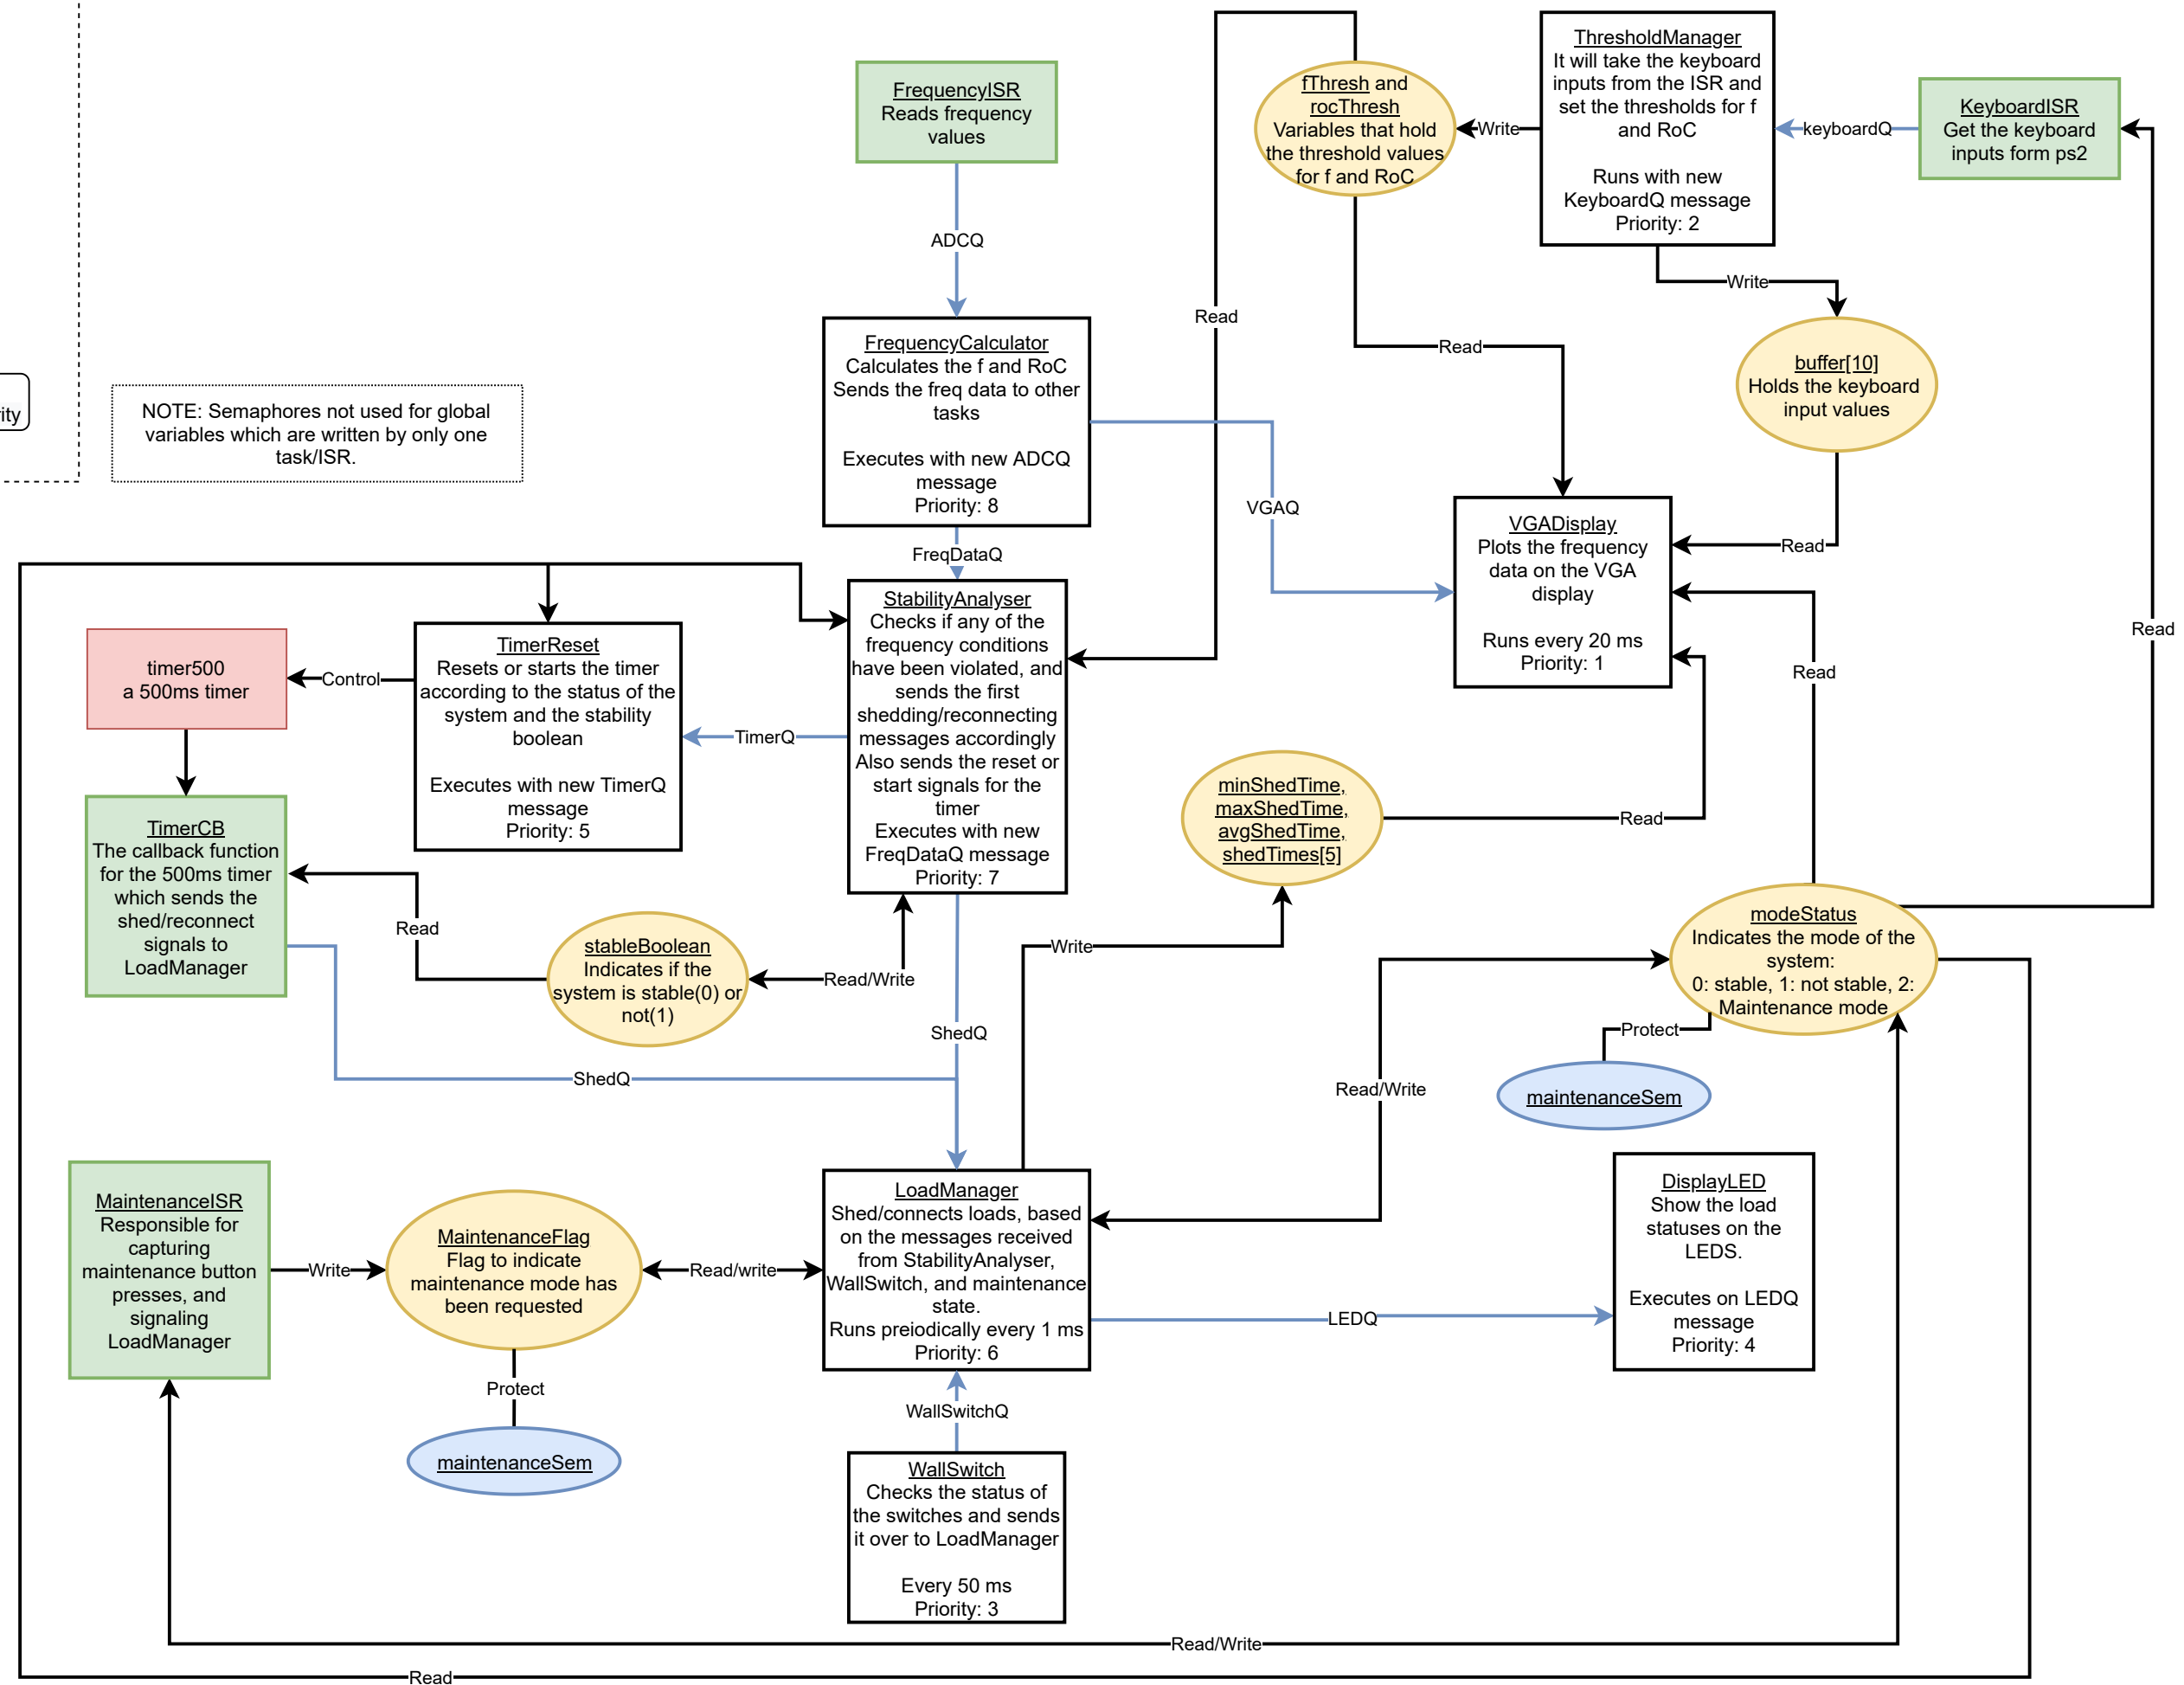 ity
NOTE: Semaphores not used for global
variables which are written by only one
task/ISR.
FrequencyISR
Reads frequency
values
ADCQ
FrequencyCalculator
Calculates the f and RoC
Sends the freq data to other
tasks
Executes with new ADCQ
message
Priority: 8
FreqDataQ
VGAQ
Read
fThresh and
rocThresh
Variables that hold
the threshold values
for f and RoC
Write
ThresholdManager
It will take the keyboard
inputs from the ISR and
set the thresholds for f
and RoC
Runs with new
KeyboardQ message
Priority: 2
keyboardQ
KeyboardISR
Get the keyboard
inputs form ps2
Write
Read
buffer[10]
Holds the keyboard
input values
Read
VGADisplay
Plots the frequency
data on the VGA
display
Runs every 20 ms
Priority: 1
Read
Read
timer500
a 500ms timer
Control
TimerReset
Resets or starts the timer
according to the status of the
system and the stability
boolean
Executes with new TimerQ
message
Priority: 5
TimerQ
StabilityAnalyser
Checks if any of the
frequency conditions
have been violated, and
sends the first
shedding/reconnecting
messages accordingly
Also sends the reset or
start signals for the
timer
Executes with new
FreqDataQ message
Priority: 7
TimerCB
The callback function
for the 500ms timer
which sends the
shed/reconnect
signals to
LoadManager
Read
stableBoolean
Indicates if the
system is stable(0) or
not(1)
Read/Write
ShedQ
ShedQ
minShedTime,
maxShedTime,
avgShedTime,
shedTimes[5]
Read
Write
modeStatus
Indicates the mode of the
system:
0: stable, 1: not stable, 2:
Maintenance mode
Protect
maintenanceSem
Read/Write
MaintenanceISR
Responsible for
capturing
maintenance button
presses, and
signaling
LoadManager
Write
MaintenanceFlag
Flag to indicate
maintenance mode has
been requested
Read/write
Protect
maintenanceSem
LoadManager
Shed/connects loads, based
on the messages received
from StabilityAnalyser,
WallSwitch, and maintenance
state.
Runs preiodically every 1 ms
Priority: 6
LEDQ
DisplayLED
Show the load
statuses on the
LEDS.
Executes on LEDQ
message
Priority: 4
WallSwitchQ
WallSwitch
Checks the status of
the switches and sends
it over to LoadManager
Every 50 ms
Priority: 3
Read/Write
Read